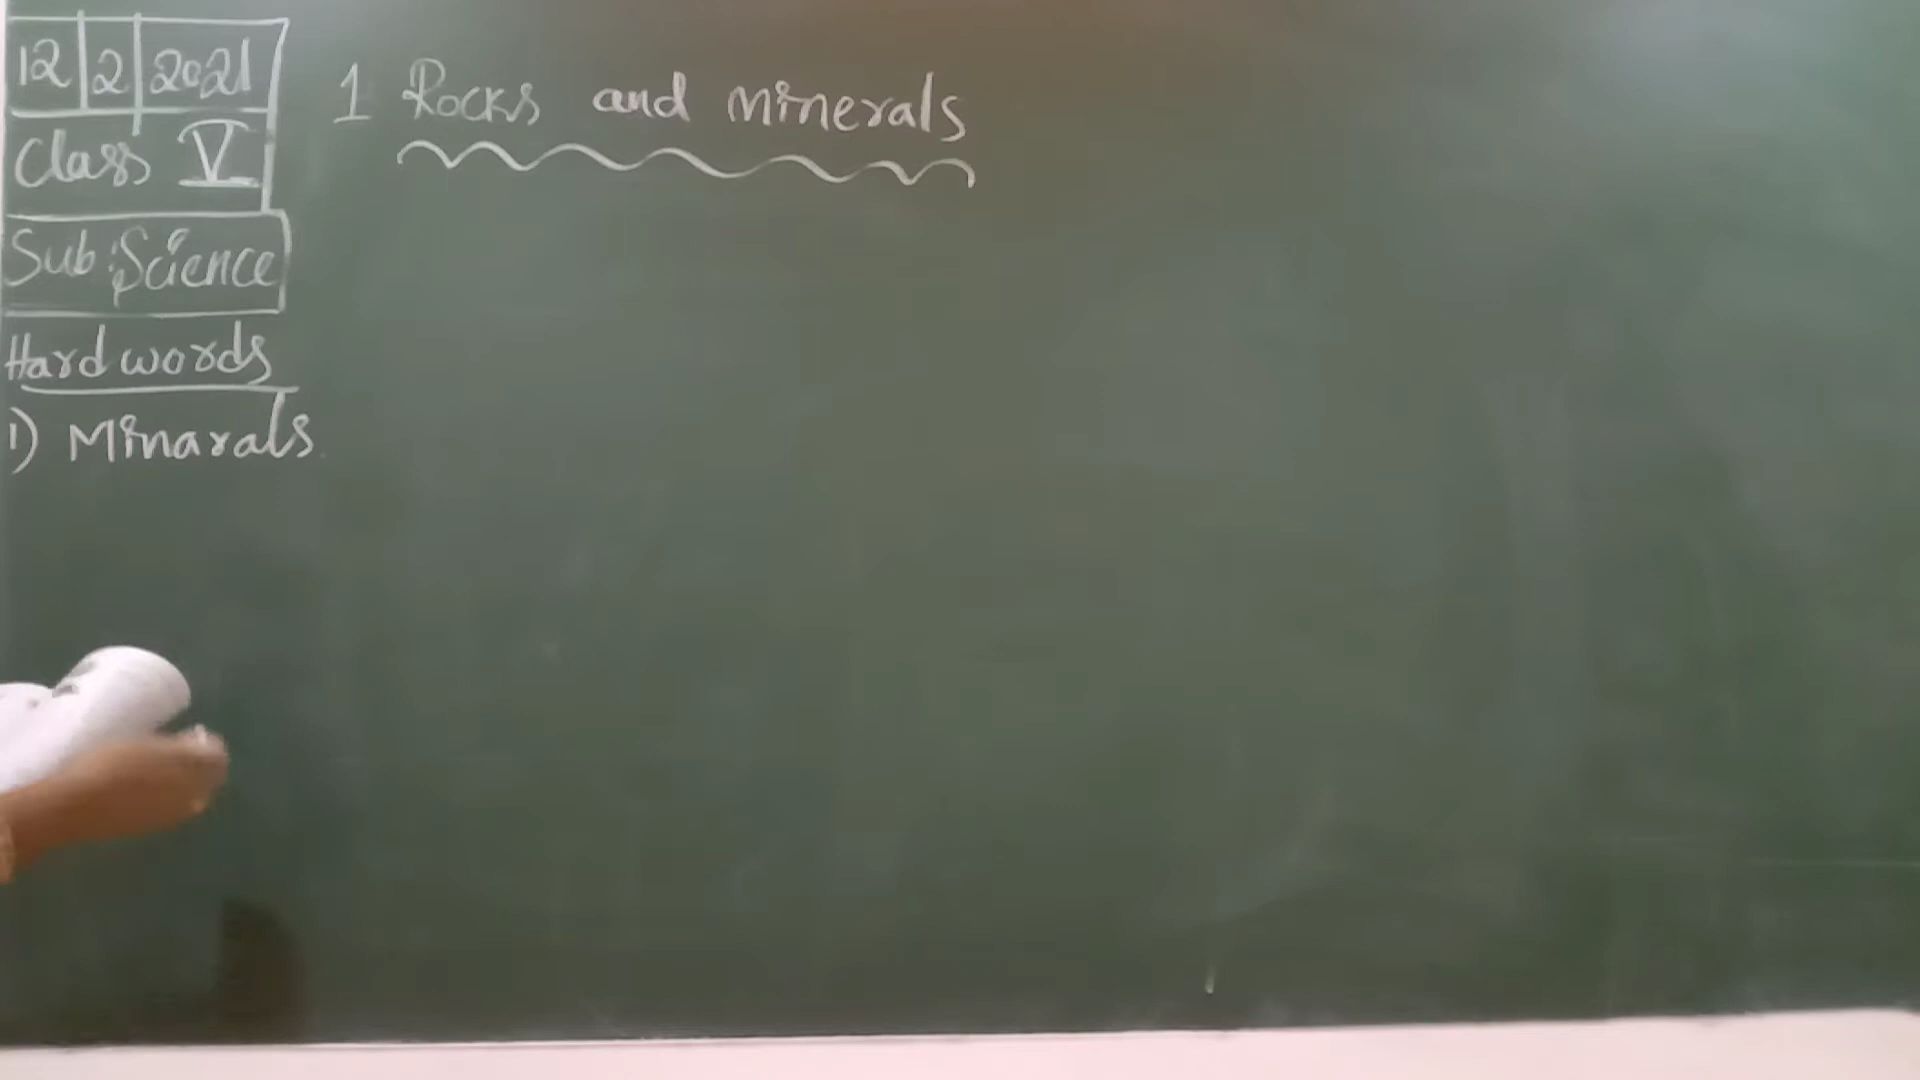 12 | 2 | 2021
1 Rocks and minerals
Class V
Sub: Science
Hard words
1) Minarals